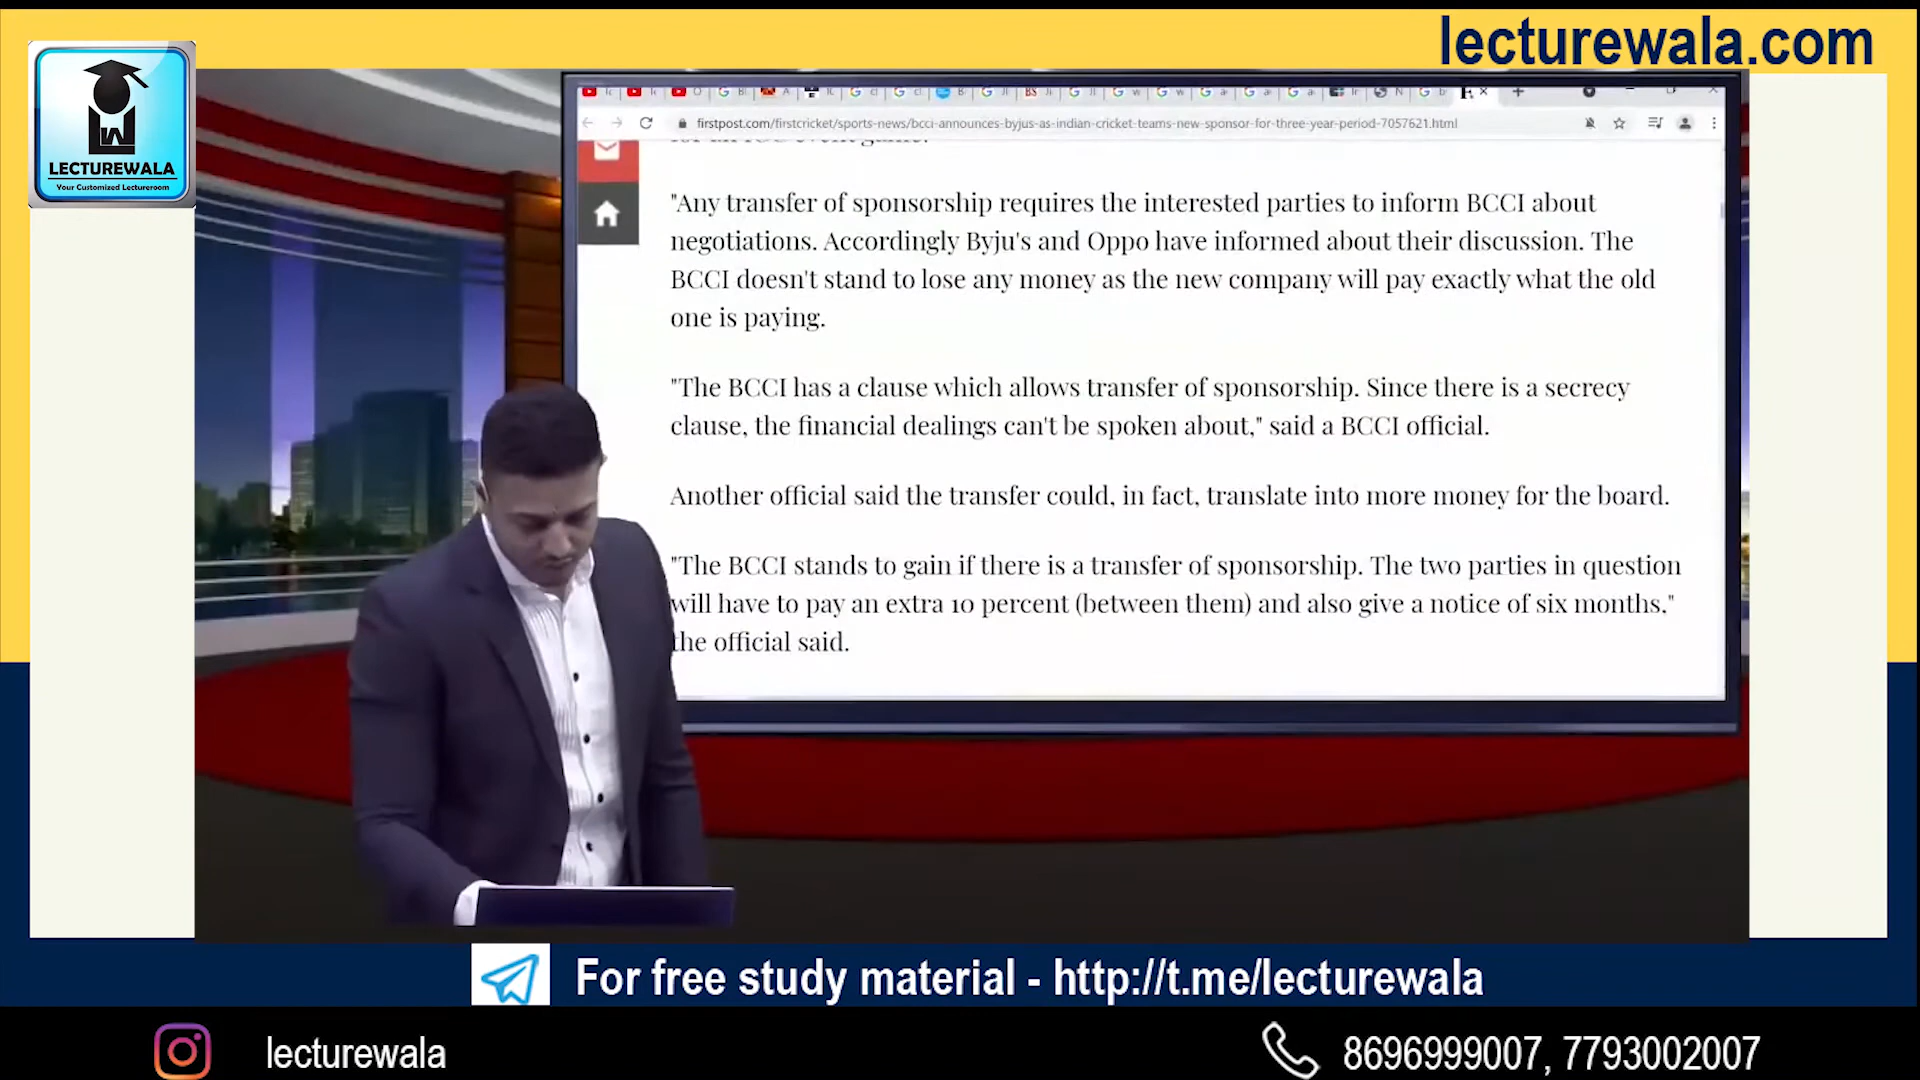 lecturewala.com
LECTUREWALA
Your Customized Lectureroom
firstpost.com/firstcricket/sports-news/bcci-announces-byjus-as-indian-cricket-teams-new-sponsor-for-three-year-period-7057621.html
"Any transfer of sponsorship requires the interested parties to inform BCCI about
negotiations. Accordingly Byju's and Oppo have informed about their discussion. The
BCCI doesn't stand to lose any money as the new company will pay exactly what the old
one is paying.
"The BCCI has a clause which allows transfer of sponsorship. Since there is a secrecy
clause, the financial dealings can't be spoken about," said a BCCI official.
Another official said the transfer could, in fact, translate into more money for the board.
"The BCCI stands to gain if there is a transfer of sponsorship. The two parties in question
will have to pay an extra 10 percent (between them) and also give a notice of six months,"
the official said.
For free study material - http://t.me/lecturewala
lecturewala
8696999007, 7793002007